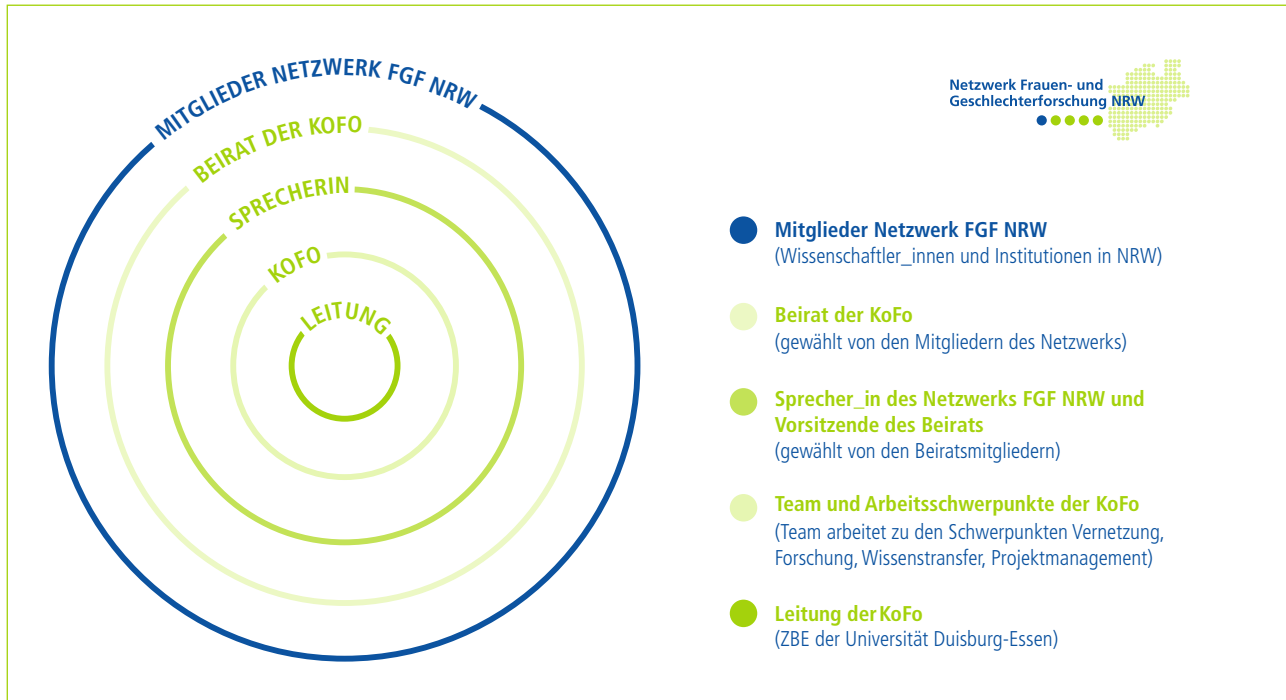 MITGLIEDER NETZWERK FGF NRW
BEIRAT DER KOFO
SPRECHERIN
KOFO
LEITUNG
Netzwerk Frauen- und
Geschlechterforschung NRW
Mitglieder Netzwerk FGF NRW
(Wissenschaftler_innen und Institutionen in NRW)
Beirat der KoFo
(gewählt von den Mitgliedern des Netzwerks)
Sprecher_in des Netzwerks FGF NRW und
Vorsitzende des Beirats
(gewählt von den Beiratsmitgliedern)
Team und Arbeitsschwerpunkte der KoFo
(Team arbeitet zu den Schwerpunkten Vernetzung,
Forschung, Wissenstransfer, Projektmanagement)
Leitung der KoFo
(ZBE der Universität Duisburg-Essen)